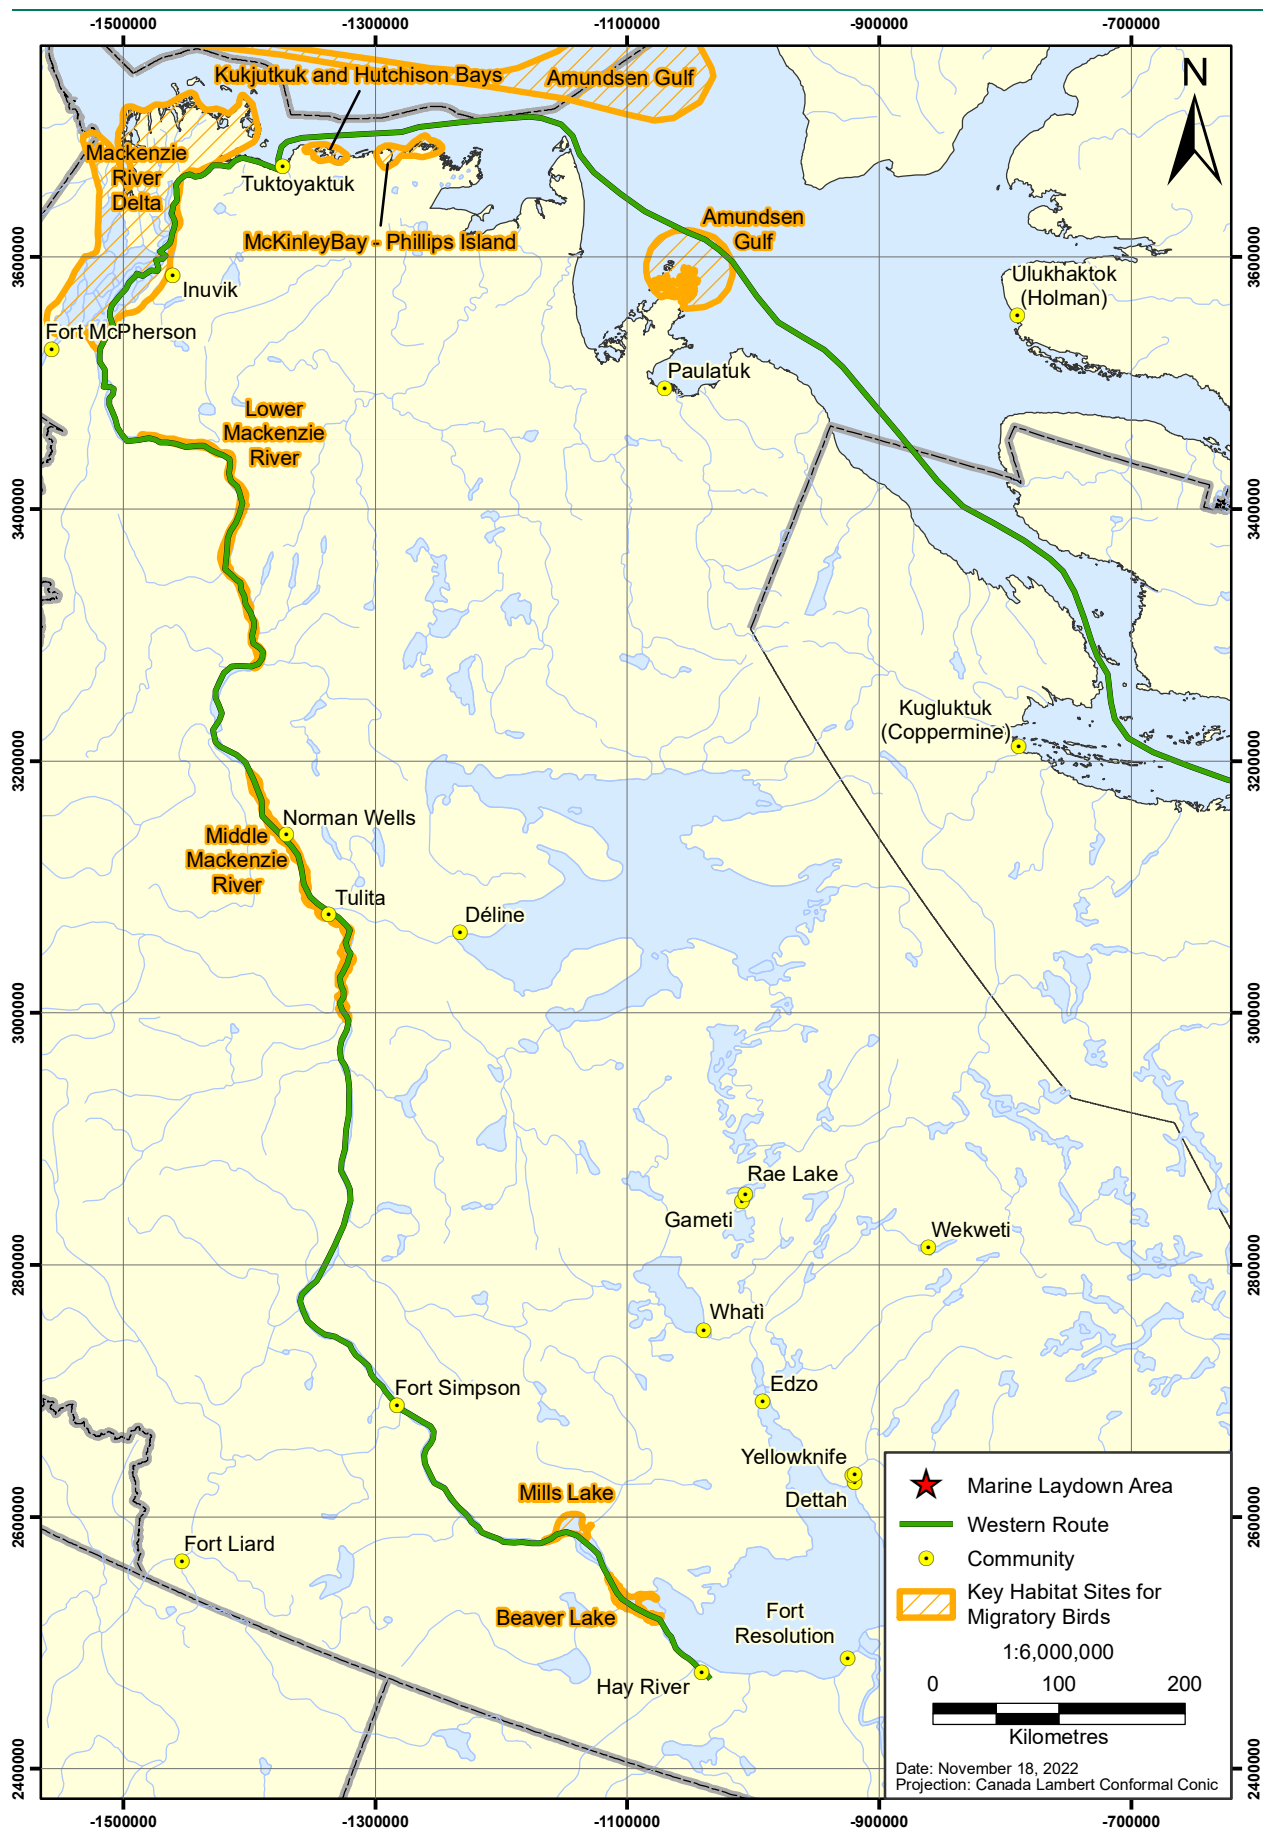 -1500000
-1300000
-1100000
-900000
-700000
Kukjutkuk and Hutchison Bays
Amundsen Gulf
N
Mackenzie
River
Delta
Tuktoyaktuk
McKinleyBay - Phillips Island
Amundsen
Gulf
3600000
3600000
Inuvik
Ulukhaktok
(Holman)
Fort McPherson
Paulatuk
Lower
Mackenzie
River
3400000
3400000
Kugluktuk
(Coppermine)
3200000
3200000
Norman Wells
Middle
Mackenzie
River
Tulita
Déline
3000000
3000000
Rae Lake
Gameti
Wekweti
2800000
2800000
Whatì
Fort Simpson
Edzo
Yellowknife
Dettah
Mills Lake
2600000
2600000
Fort Liard
Beaver Lake
Fort
Resolution
Hay River
Marine Laydown Area
Western Route
Community
Key Habitat Sites for
Migratory Birds
1:6,000,000
0 100 200
Kilometres
Date: November 18, 2022
Projection: Canada Lambert Conformal Conic
2400000
2400000
-1500000
-1300000
-1100000
-900000
-700000